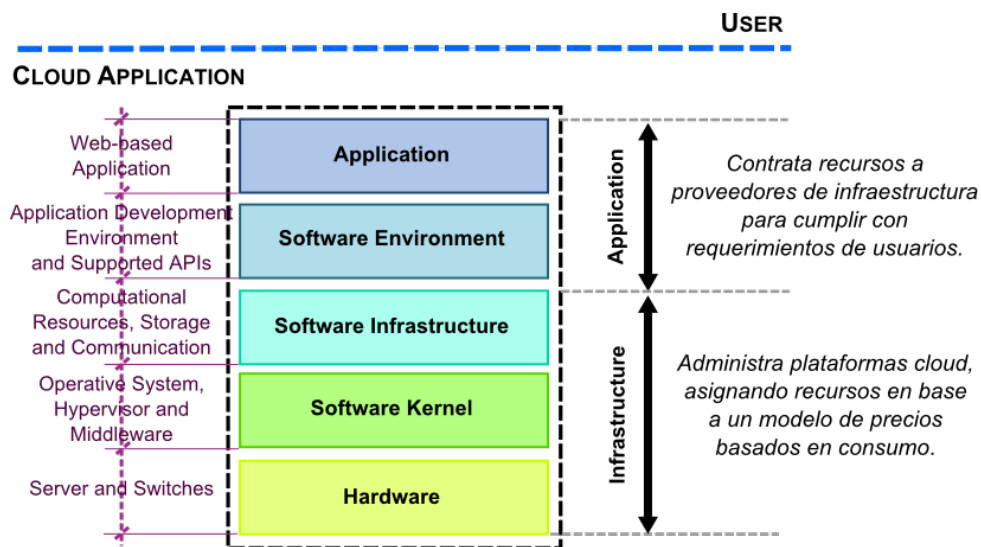 USER
CLOUD APPLICATION
Web-based
Application
Application
Application Development
Environment
and Supported APIs
Software Environment
Computational
Resources, Storage
and Communication
Software Infrastructure
Operative System,
Hypervisor and
Middleware
Software Kernel
Server and Switches
Hardware
Application
Contrata recursos a
proveedores de infraestructura
para cumplir con
requerimientos de usuarios.
Infrastructure
Administra plataformas cloud,
asignando recursos en base
a un modelo de precios
basados en consumo.